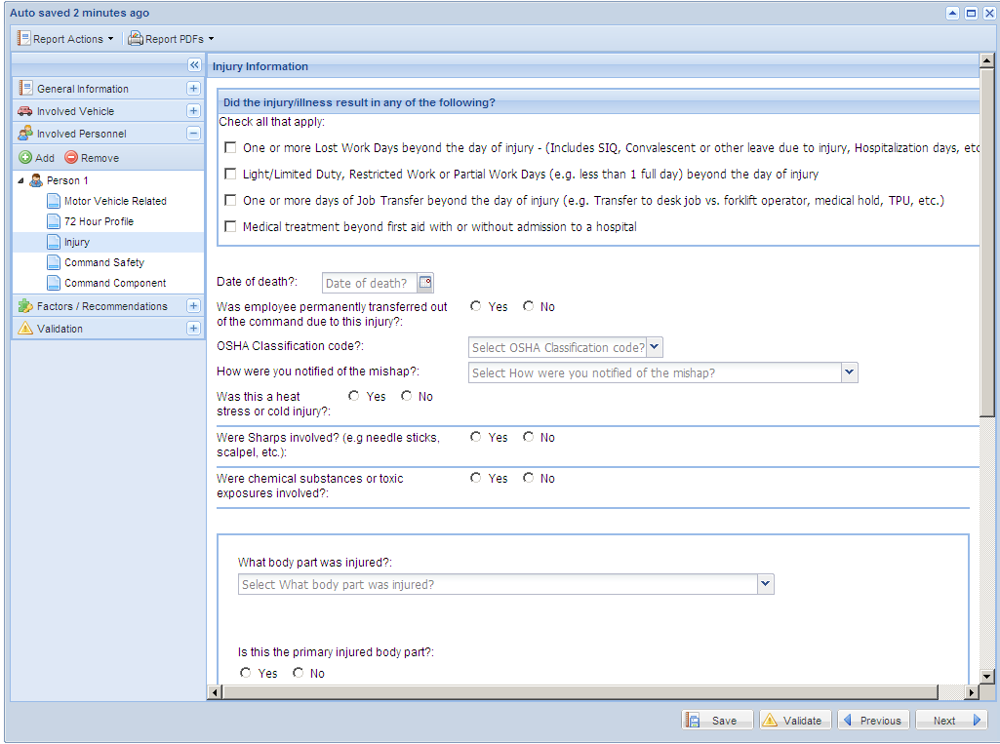 Auto saved 2 minutes ago
Report Actions
Report PDFs
General Information
Involved Vehicle
Involved Personnel
Add
Remove
Person 1
Motor Vehicle Related
72 Hour Profile
Injury
Command Safety
Command Component
Factors / Recommendations
Validation
Injury Information
Did the injury/illness result in any of the following?
Check all that apply:
One or more Lost Work Days beyond the day of injury - (Includes SIQ, Convalescent or other leave due to injury, Hospitalization days, etc
Light/Limited Duty, Restricted Work or Partial Work Days (e.g. less than 1 full day) beyond the day of injury
One or more days of Job Transfer beyond the day of injury (e.g. Transfer to desk job vs. forklift operator, medical hold, TPU, etc.)
Medical treatment beyond first aid with or without admission to a hospital
Date of death?: Date of death?
Was employee permanently transferred out Yes No
of the command due to this injury?:
OSHA Classification code?: Select OSHA Classification code?
How were you notified of the mishap?: Select How were you notified of the mishap?
Was this a heat Yes No
stress or cold injury?:
Were Sharps involved? (e.g needle sticks, Yes No
scalpel, etc.):
Were chemical substances or toxic Yes No
exposures involved?:
What body part was injured?:
Select What body part was injured?
Is this the primary injured body part?:
Yes No
Save Validate Previous Next